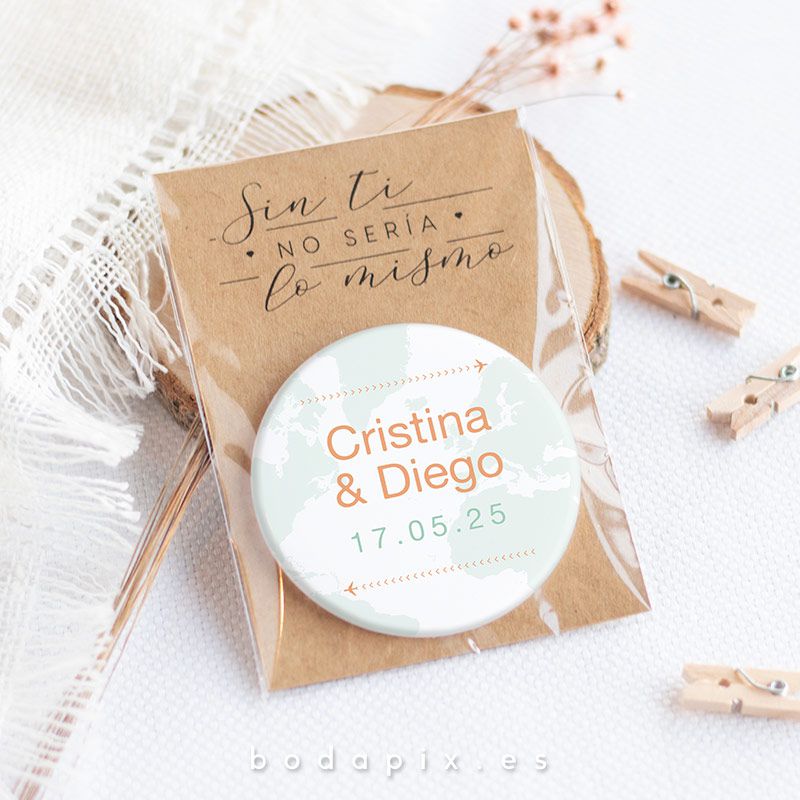 Sin ti
NO SERÍA
lo mismo
Cristina
& Diego
17.05.25
bodapix.es